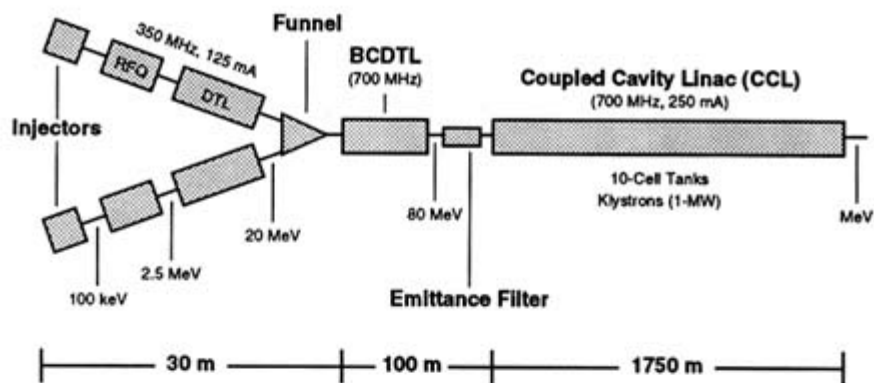 Funnel
350 MHz, 125 mA
RFQ
DTL
BCDTL
(700 MHz)
Coupled Cavity Linac (CCL)
(700 MHz, 250 mA)
Injectors
10-Cell Tanks
Klystrons (1-MW)
80 MeV
MeV
20 MeV
2.5 MeV
100 keV
Emittance Filter
30 m
100 m
1750 m